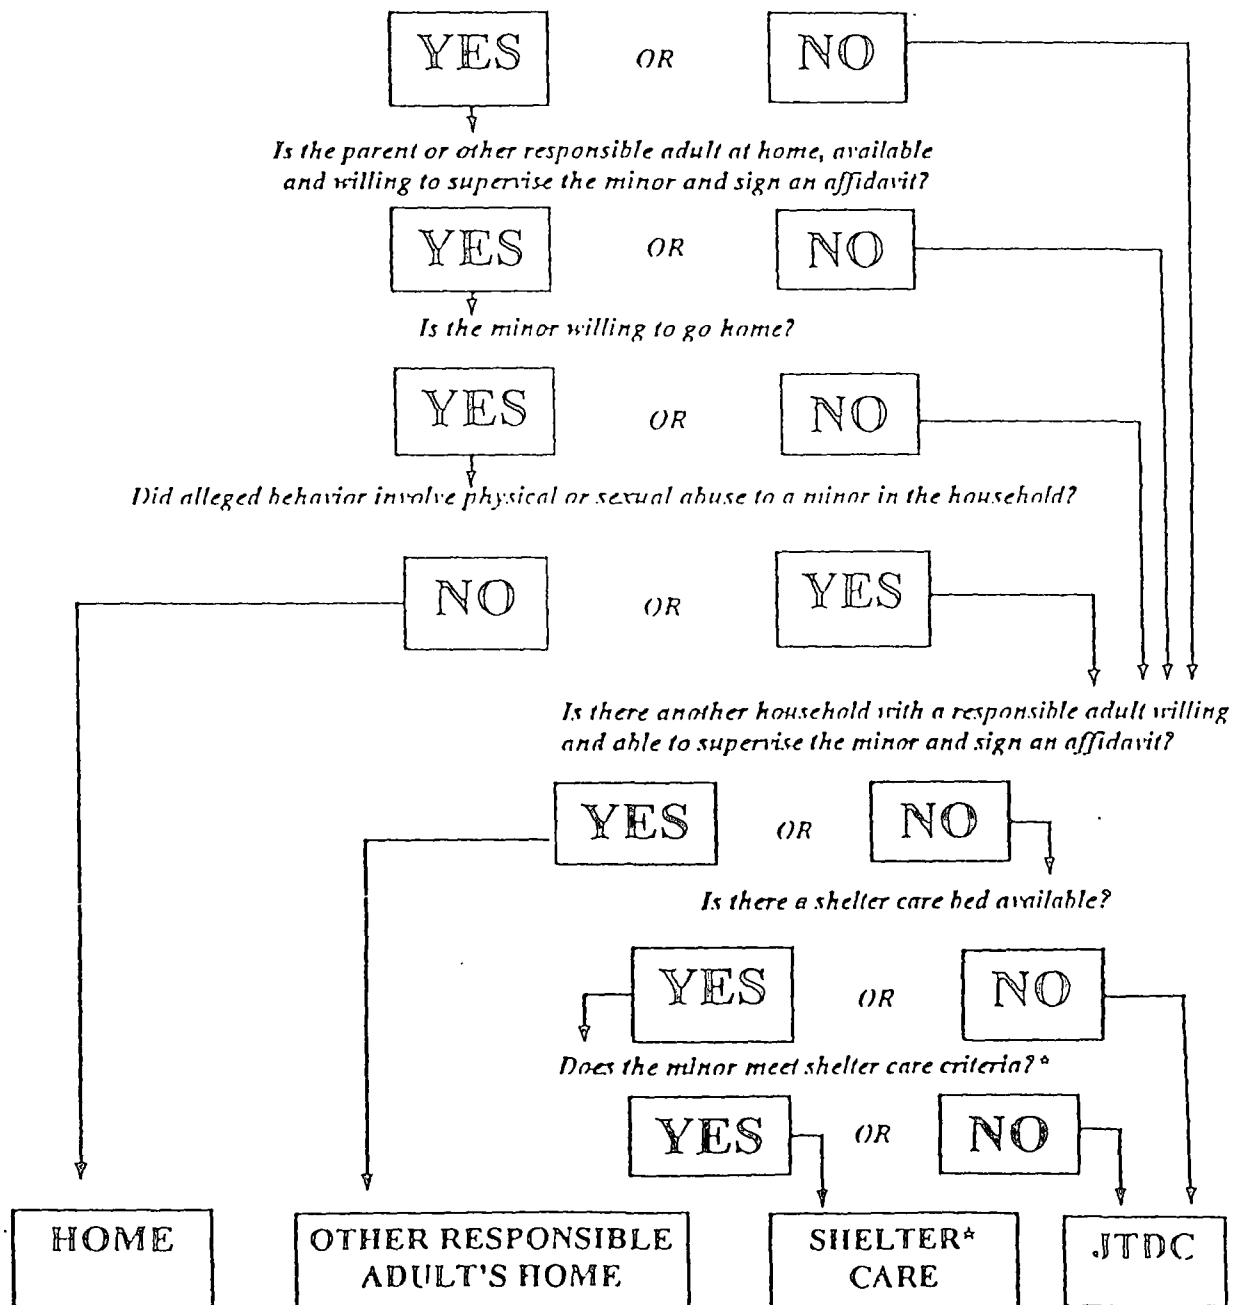 YES OR NO
Is the parent or other responsible adult at home, available
and willing to supervise the minor and sign an affidavit?
YES OR NO
Is the minor willing to go home?
YES OR NO
Did alleged behavior involve physical or sexual abuse to a minor in the household?
NO OR YES
Is there another household with a responsible adult willing
and able to supervise the minor and sign an affidavit?
YES OR NO
Is there a shelter care bed available?
YES OR NO
Does the minor meet shelter care criteria?*
YES OR NO
HOME
OTHER RESPONSIBLE
ADULT'S HOME
SHELTER*
CARE
JTDC